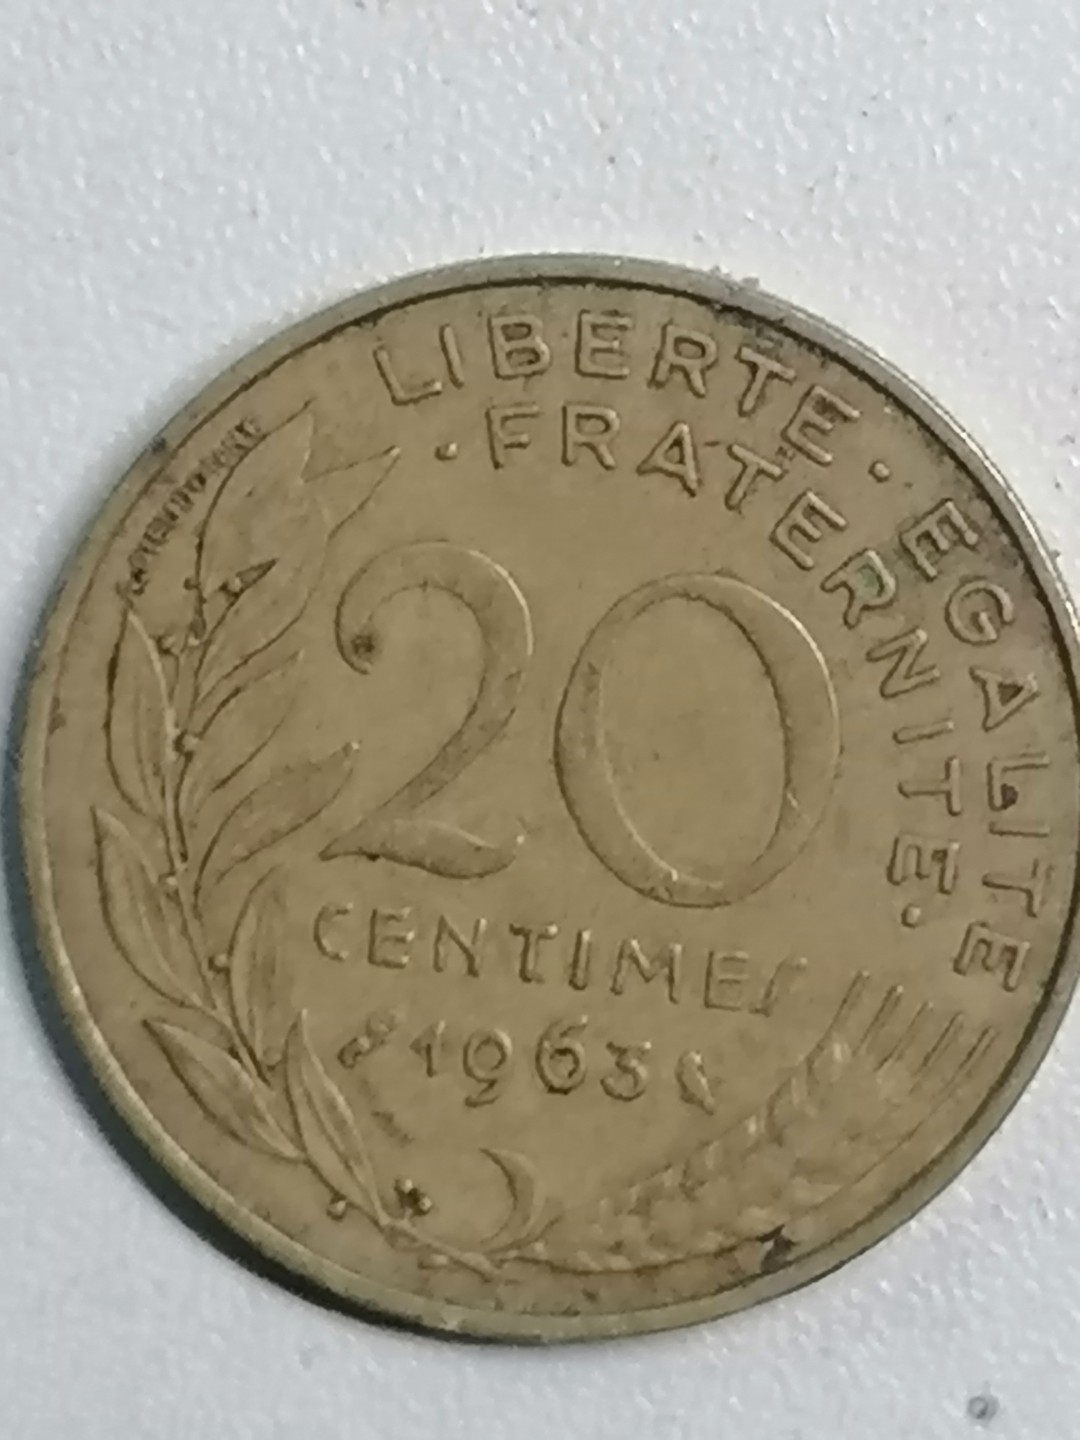 LIBERTE · EGALITE
· FRATERNITE ·
20
CENTIMES
1963